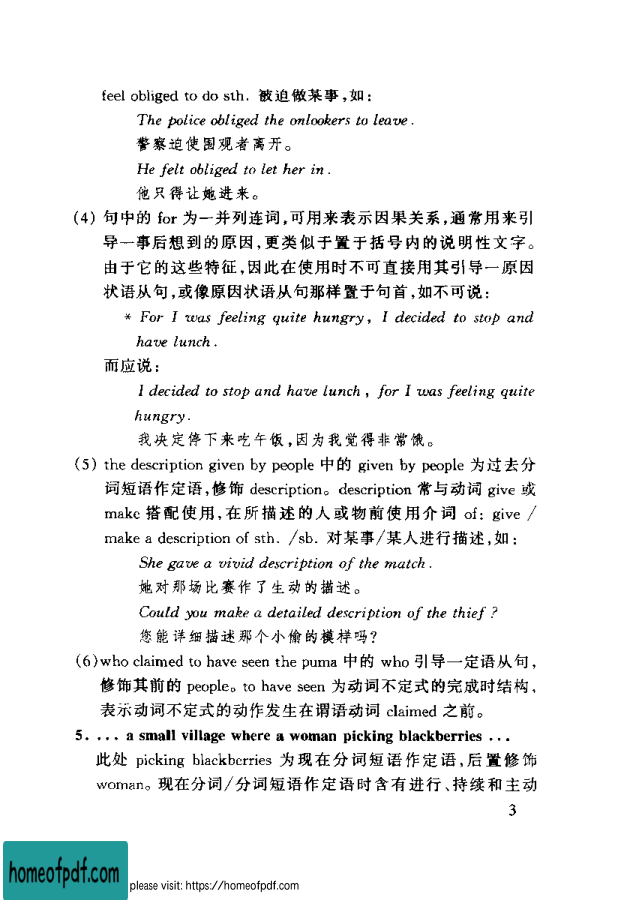 feel obliged to do sth. 被迫做某事,如:
The police obliged the onlookers to leave.
警察迫使围观者离开。
He felt obliged to let her in.
他只得让她进来。
(4) 句中的 for 为一并列连词,可用来表示因果关系,通常用来引
导一事后想到的原因,更类似于置于括号内的说明性文字。
由于它的这些特征,因此在使用时不可直接用其引导一原因
状语从句,或像原因状语从句那样置于句首,如不可说:
* For I was feeling quite hungry, I decided to stop and
have lunch.
而应说:
I decided to stop and have lunch, for I was feeling quite
hungry.
我决定停下来吃午饭,因为我觉得非常饿。
(5) the description given by people 中的 given by people 为过去分
词短语作定语,修饰 description。description 常与动词 give 或
make 搭配使用,在所描述的人或物前使用介词 of: give /
make a description of sth. /sb. 对某事/某人进行描述,如:
She gave a vivid description of the match.
她对那场比赛作了生动的描述。
Could you make a detailed description of the thief?
您能详细描述那个小偷的模样吗?
(6)who claimed to have seen the puma 中的 who 引导一定语从句,
修饰其前的 people。to have seen 为动词不定式的完成时结构,
表示动词不定式的动作发生在谓语动词 claimed 之前。
5. ... a small village where a woman picking blackberries ...
此处 picking blackberries 为现在分词短语作定语,后置修饰
woman。现在分词/分词短语作定语时含有进行、持续和主动
3
homeofpdf.com
please visit: https://homeofpdf.com